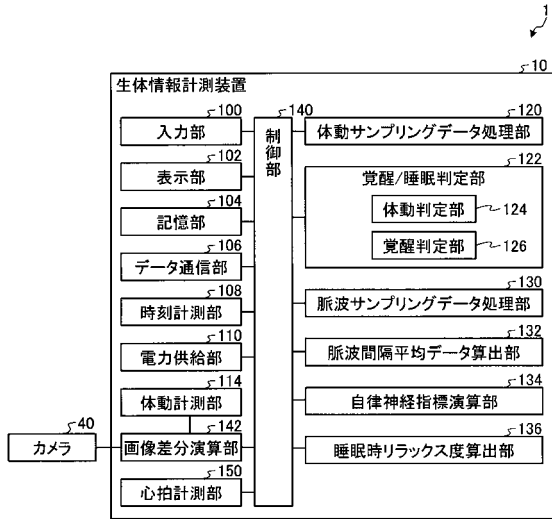 1
10
生体情報計測装置
100
入力部
102
表示部
104
記憶部
106
データ通信部
108
時刻計測部
110
電力供給部
114
体動計測部
40
カメラ
142
画像差分演算部
150
心拍計測部
140
制御部
120
体動サンプリングデータ処理部
122
覚醒/睡眠判定部
体動判定部
124
覚醒判定部
126
130
脈波サンプリングデータ処理部
132
脈波間隔平均データ算出部
134
自律神経指標演算部
136
睡眠時リラックス度算出部